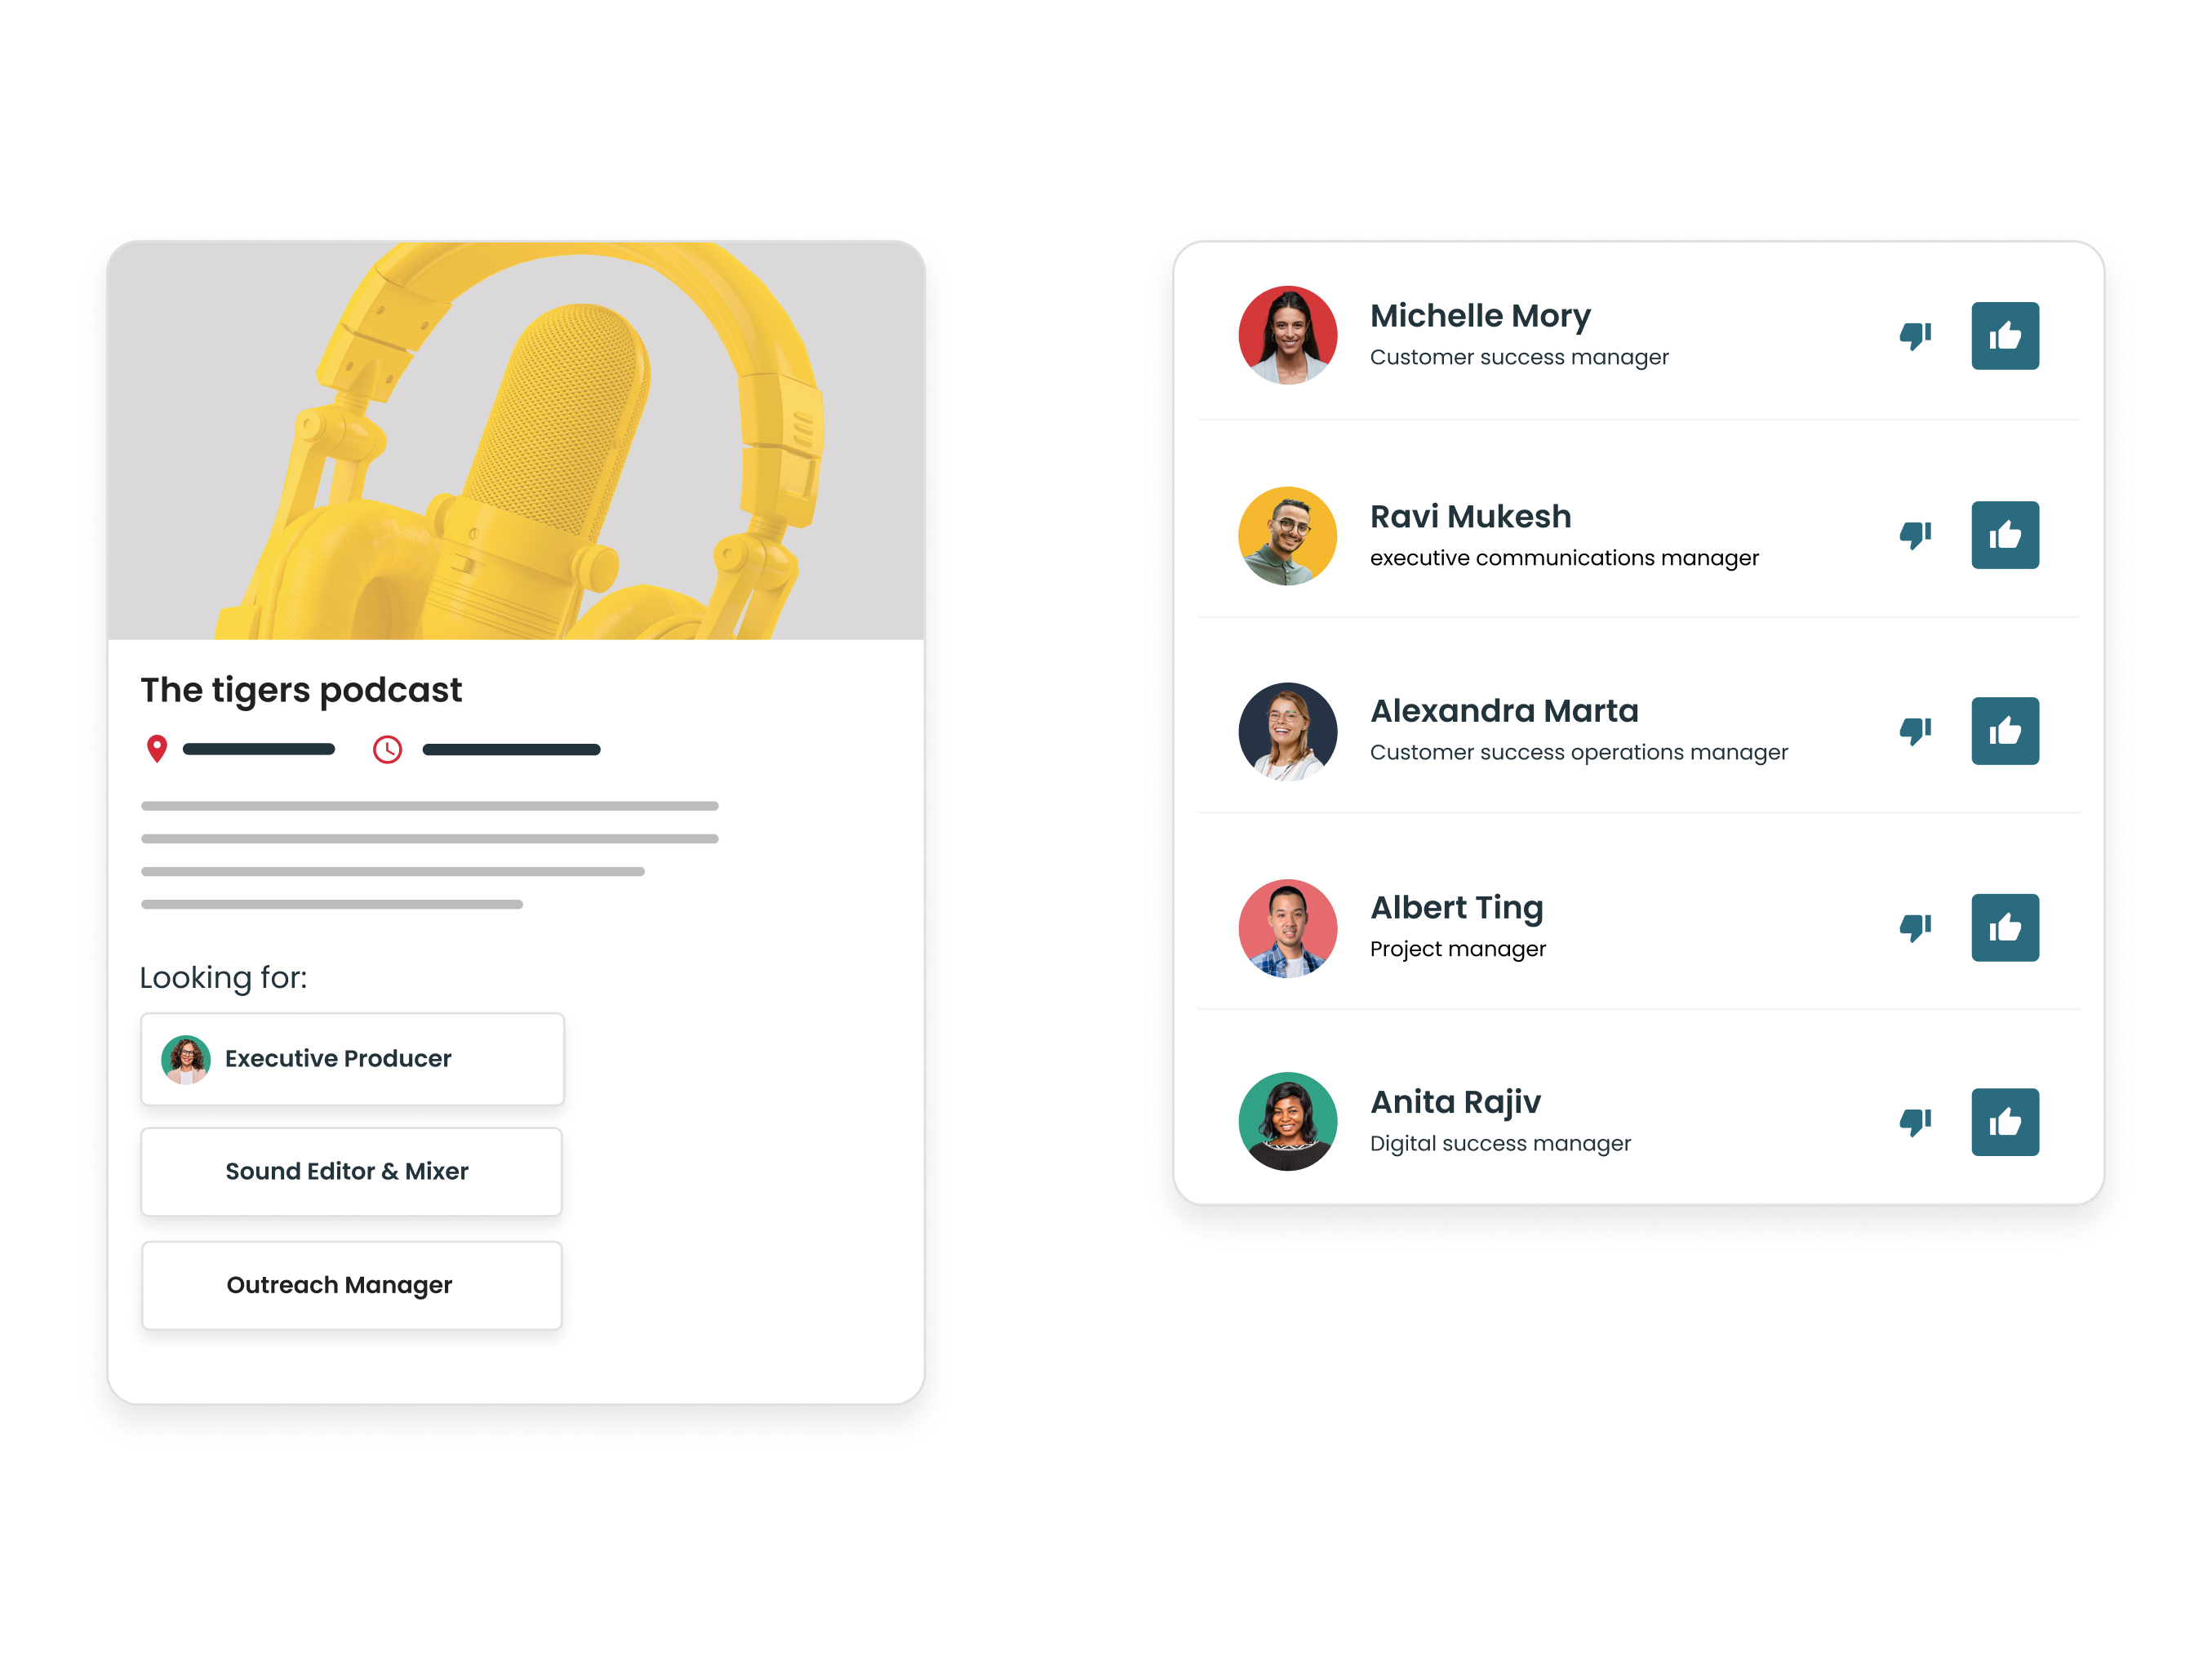 The tigers podcast
Looking for:
Executive Producer
Sound Editor & Mixer
Outreach Manager
Michelle Mory
Customer success manager
Ravi Mukesh
executive communications manager
Alexandra Marta
Customer success operations manager
Albert Ting
Project manager
Anita Rajiv
Digital success manager